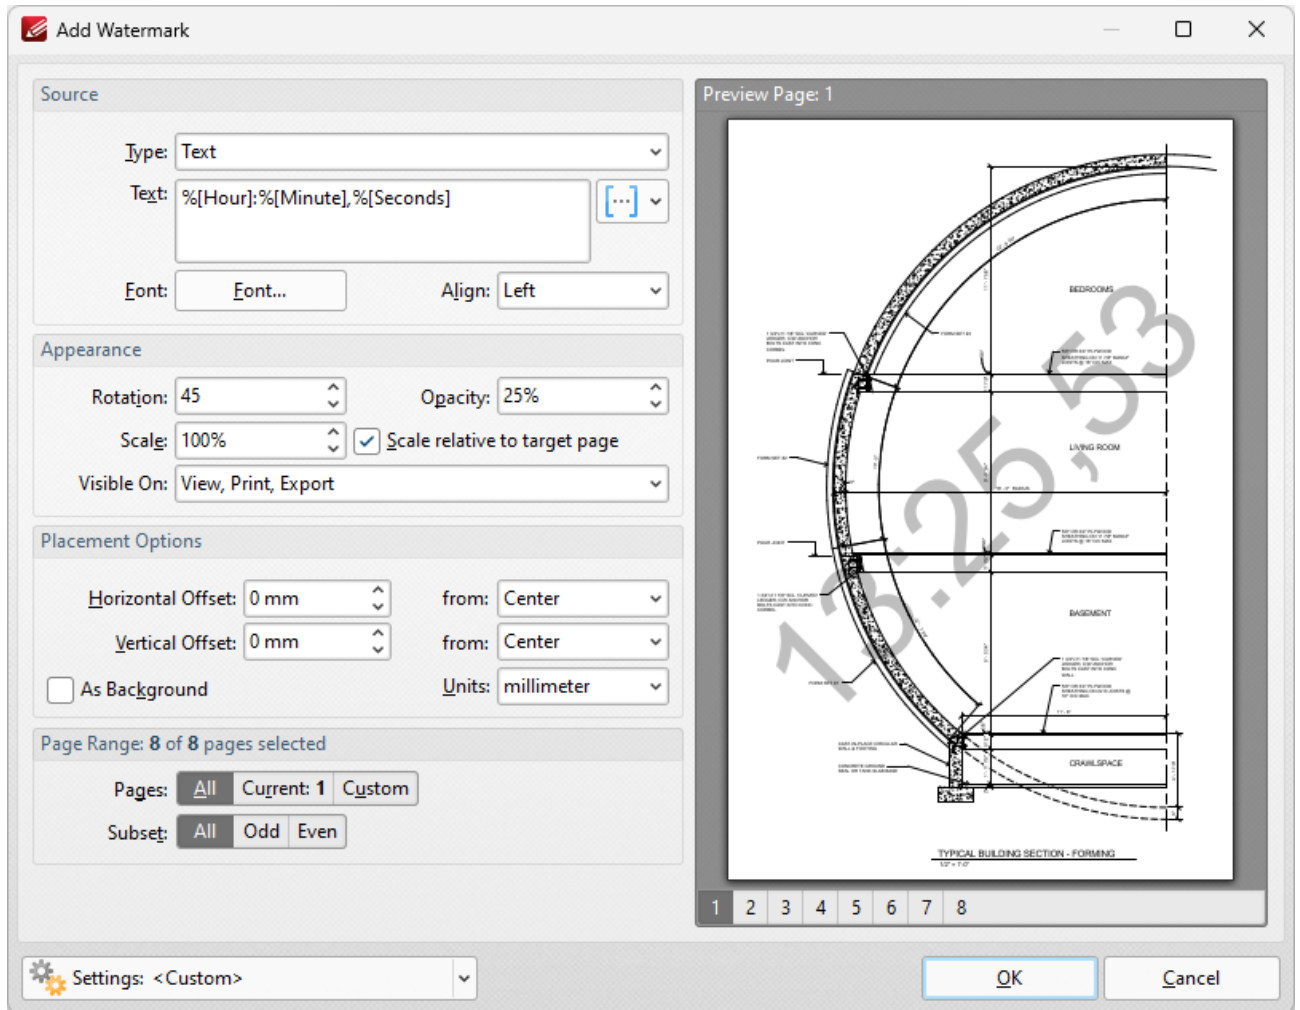 Add Watermark
Source
Type: Text
Text: %[Hour]:%[Minute],%[Seconds]
Font: Font... Align: Left
Appearance
Rotation: 45 Opacity: 25%
Scale: 100% Scale relative to target page
Visible On: View, Print, Export
Placement Options
Horizontal Offset: 0 mm from: Center
Vertical Offset: 0 mm from: Center
As Background Units: millimeter
Page Range: 8 of 8 pages selected
Pages: All Current: 1 Custom
Subset: All Odd Even
Preview Page: 1
BEDROOMS
13:25,53
LIVING ROOM
BASEMENT
CRAWLSPACE
TYPICAL BUILDING SECTION - FORMING
1/2" = 1'-0"
1 2 3 4 5 6 7 8
Settings: <Custom>
OK Cancel